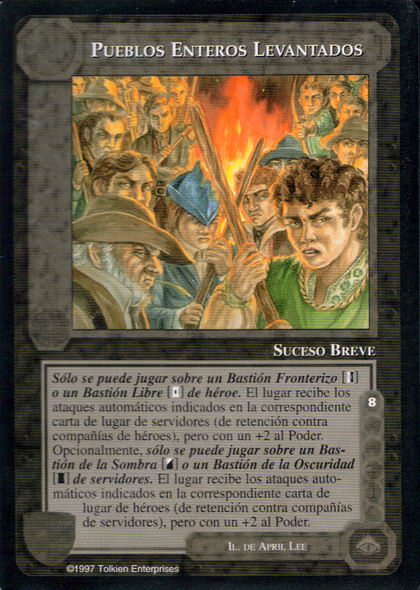 PUEBLOS ENTEROS LEVANTADOS
SUCESO BREVE
Sólo se puede jugar sobre un Bastión Fronterizo []
o un Bastión Libre [] de héroe. El lugar recibe los
ataques automáticos indicados en la correspondiente
carta de lugar de servidores (de retención contra
compañías de héroes), pero con un +2 al Poder.
8
Opcionalmente, sólo se puede jugar sobre un Bas-
tión de la Sombra [] o un Bastión de la Oscuridad
[] de servidores. El lugar recibe los ataques auto-
máticos indicados en la correspondiente carta de
lugar de héroes (de retención contra compañías
de servidores), pero con un +2 al Poder.
IL. DE APRIL LEE
©1997 Tolkien Enterprises